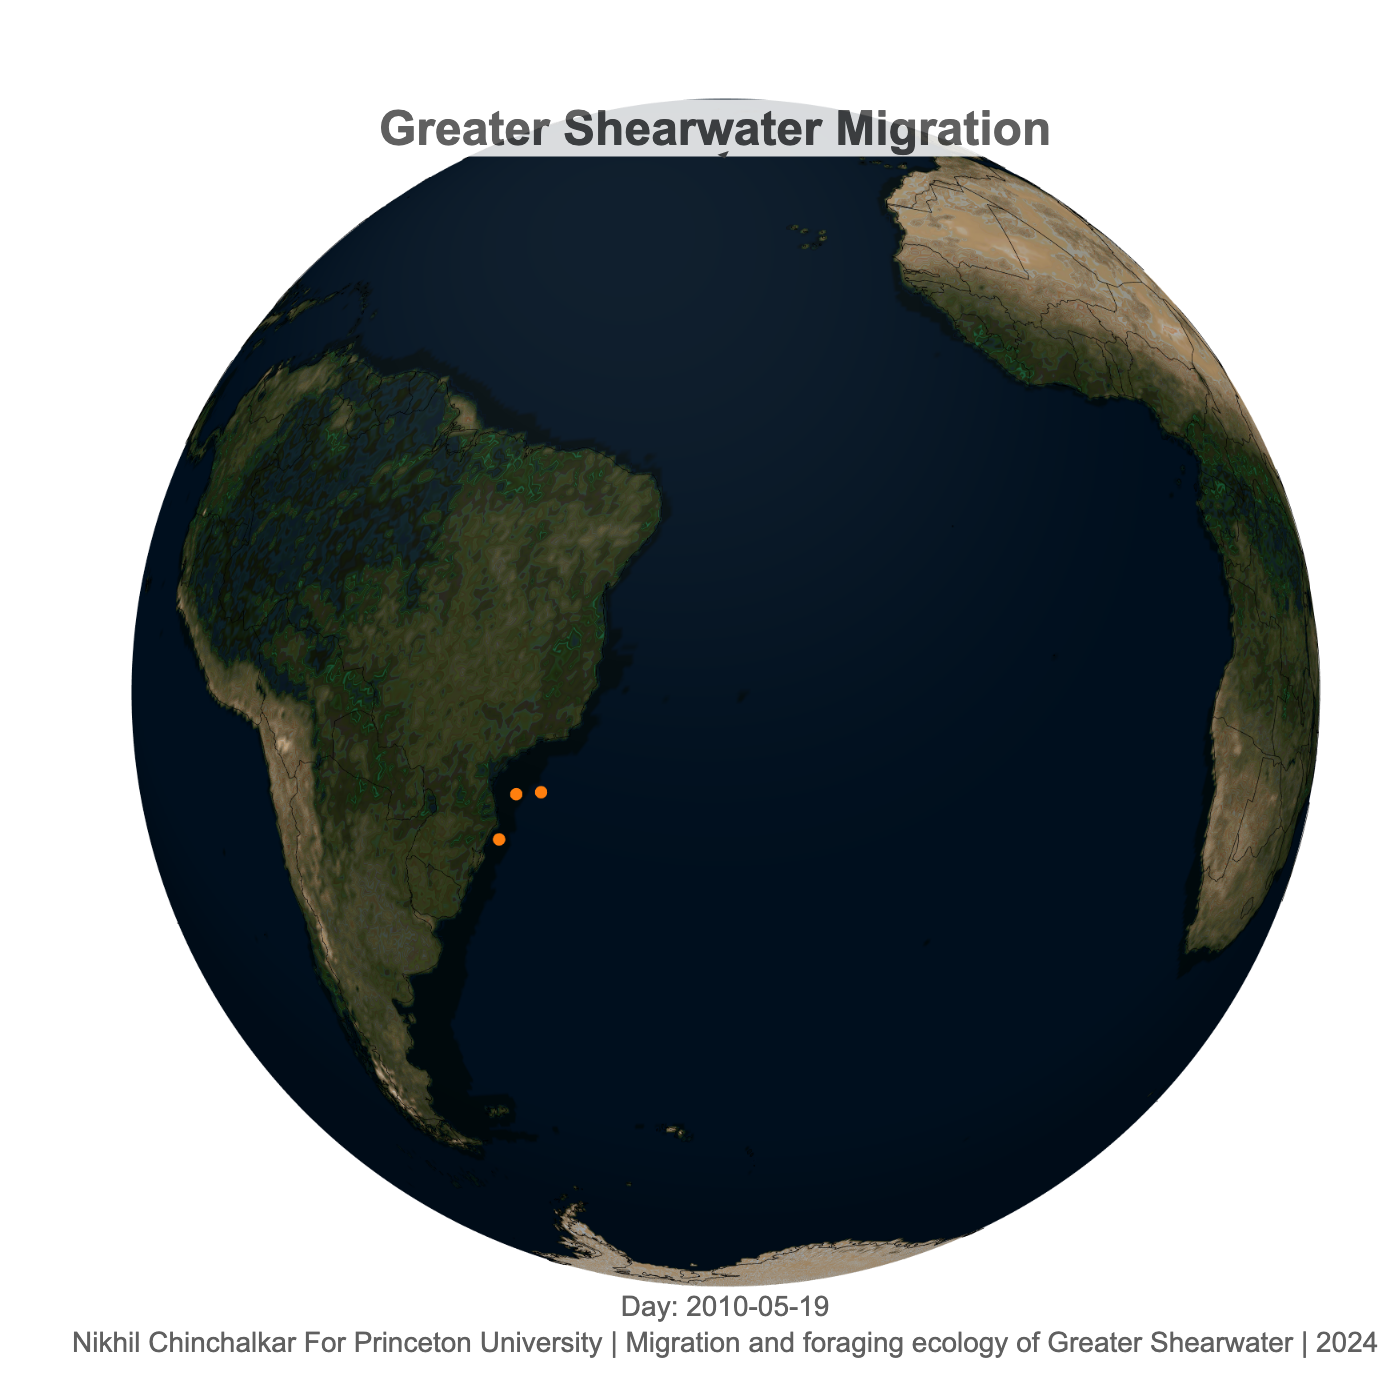 Greater Shearwater Migration
Day: 2010-05-19
Nikhil Chinchalkar For Princeton University | Migration and foraging ecology of Greater Shearwater | 2024